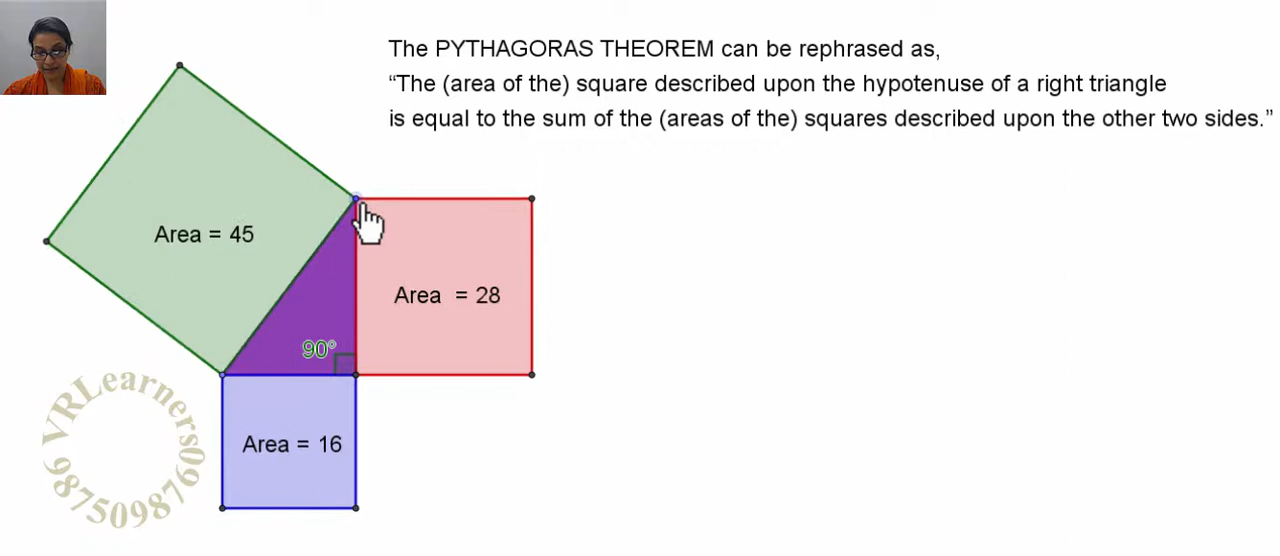 The PYTHAGORAS THEOREM can be rephrased as,
“The (area of the) square described upon the hypotenuse of a right triangle
is equal to the sum of the (areas of the) squares described upon the other two sides.”
Area = 45
Area = 28
90°
Area = 16
VRLearners09875098760